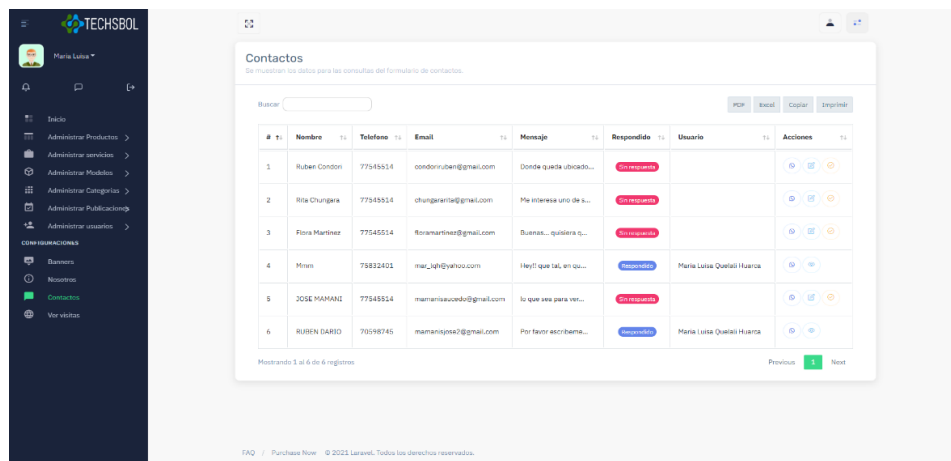 TECHSBOL
Maria Luisa
Inicio
Administrar Productos
Administrar servicios
Administrar Modelos
Administrar Categorias
Administrar Publicaciones
Administrar usuarios
CONFIGURACIONES
Banners
Nosotros
Contactos
Ver visitas
Contactos
Se muestran los datos para las consultas del formulario de contactos.
Buscar
PDF Excel Copiar Imprimir
# Nombre Telefono Email Mensaje Respondido Usuario Acciones
1 Ruben Condori 77545514 condoriruben@gmail.com Donde queda ubicado... Sin respuesta
2 Rita Chungara 77545514 chungararita@gmail.com Me interesa uno de s... Sin respuesta
3 Flora Martinez 77545514 floramartinez@gmail.com Buenas... quisiera q... Sin respuesta
4 Mmm 75832401 mar_lqh@yahoo.com Hey!! que tal, en qu... Respondido Maria Luisa Quelali Huarca
5 JOSE MAMANI 77545514 mamanisaucedo@gmail.com lo que sea para ver... Sin respuesta
6 RUBEN DARIO 70598745 mamanisjose2@gmail.com Por favor escribeme... Respondido Maria Luisa Quelali Huarca
Mostrando 1 al 6 de 6 registros
Previous 1 Next
FAQ / Purchase Now © 2021 Laravel. Todos los derechos reservados.